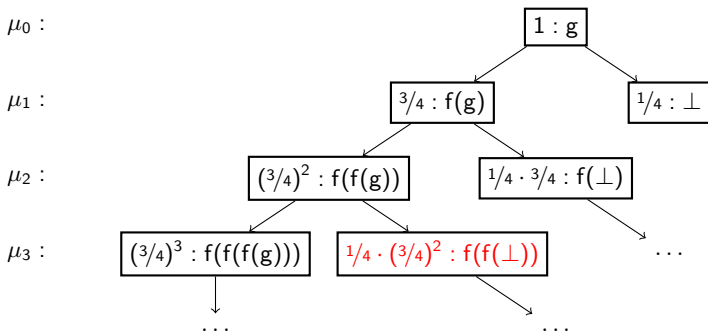 μ₀ : 1 : g
μ₁ : 3/4 : f(g) 1/4 : ⊥
μ₂ : (3/4)² : f(f(g)) 1/4 · 3/4 : f(⊥)
μ₃ : (3/4)³ : f(f(f(g))) 1/4 · (3/4)² : f(f(⊥)) ...
... ...